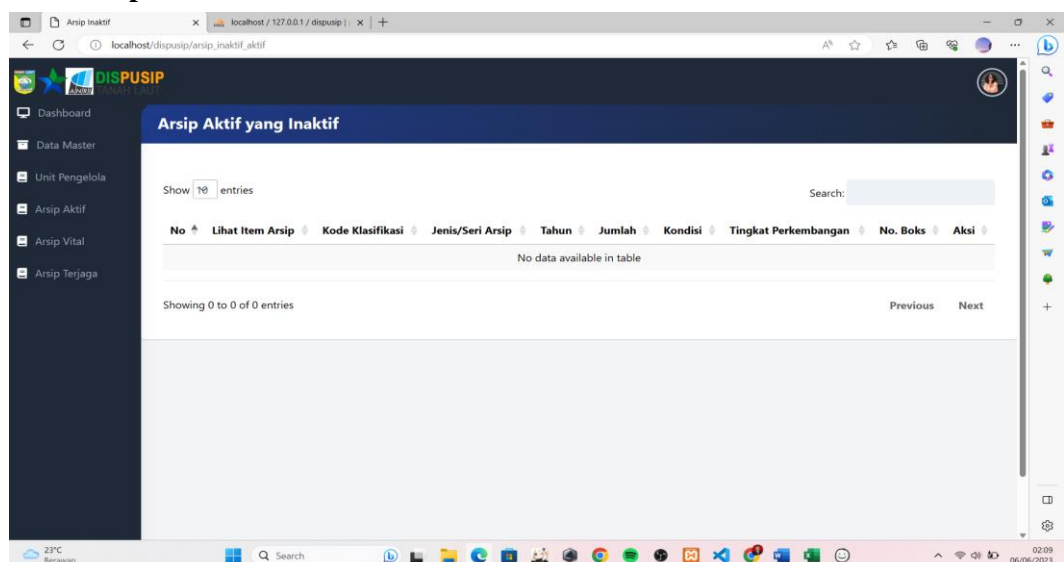 Arsip Inaktif
localhost / 127.0.0.1 / dispusip |
localhost/dispusip/arsip_inaktif_aktif
DISPUSIP
TANAH LAUT
Dashboard
Data Master
Unit Pengelola
Arsip Aktif
Arsip Vital
Arsip Terjaga
Arsip Aktif yang Inaktif
Show 10 entries
Search:
No Lihat Item Arsip Kode Klasifikasi Jenis/Seri Arsip Tahun Jumlah Kondisi Tingkat Perkembangan No. Boks Aksi
No data available in table
Showing 0 to 0 of 0 entries
Previous Next
23°C
Berawan
Search
02:09
06/06/2023